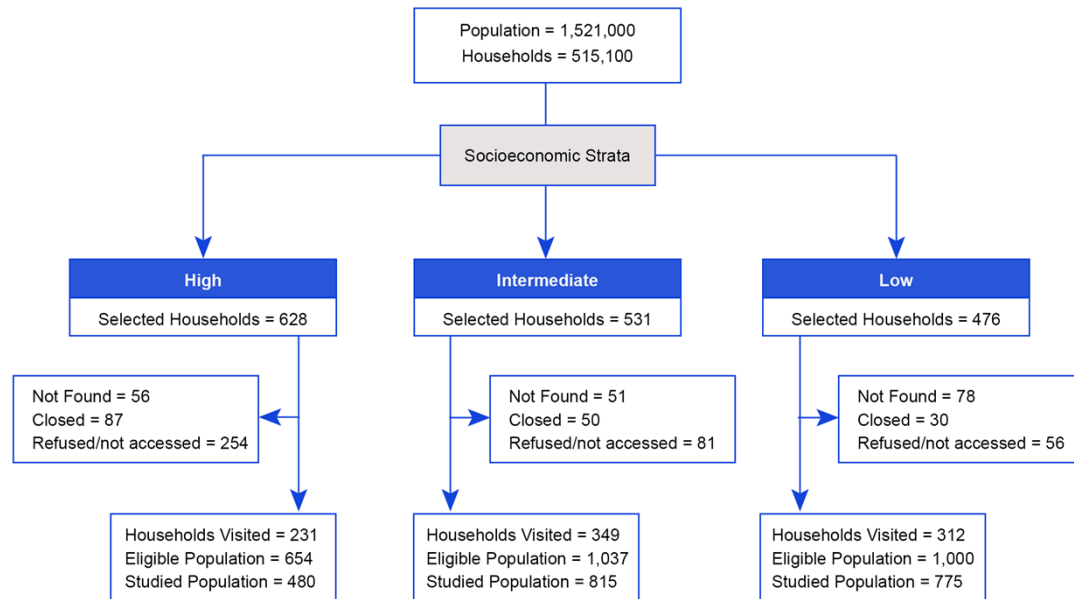 Population = 1,521,000
Households = 515,100
Socioeconomic Strata
High
Selected Households = 628
Not Found = 56
Closed = 87
Refused/not accessed = 254
Households Visited = 231
Eligible Population = 654
Studied Population = 480
Intermediate
Selected Households = 531
Not Found = 51
Closed = 50
Refused/not accessed = 81
Households Visited = 349
Eligible Population = 1,037
Studied Population = 815
Low
Selected Households = 476
Not Found = 78
Closed = 30
Refused/not accessed = 56
Households Visited = 312
Eligible Population = 1,000
Studied Population = 775